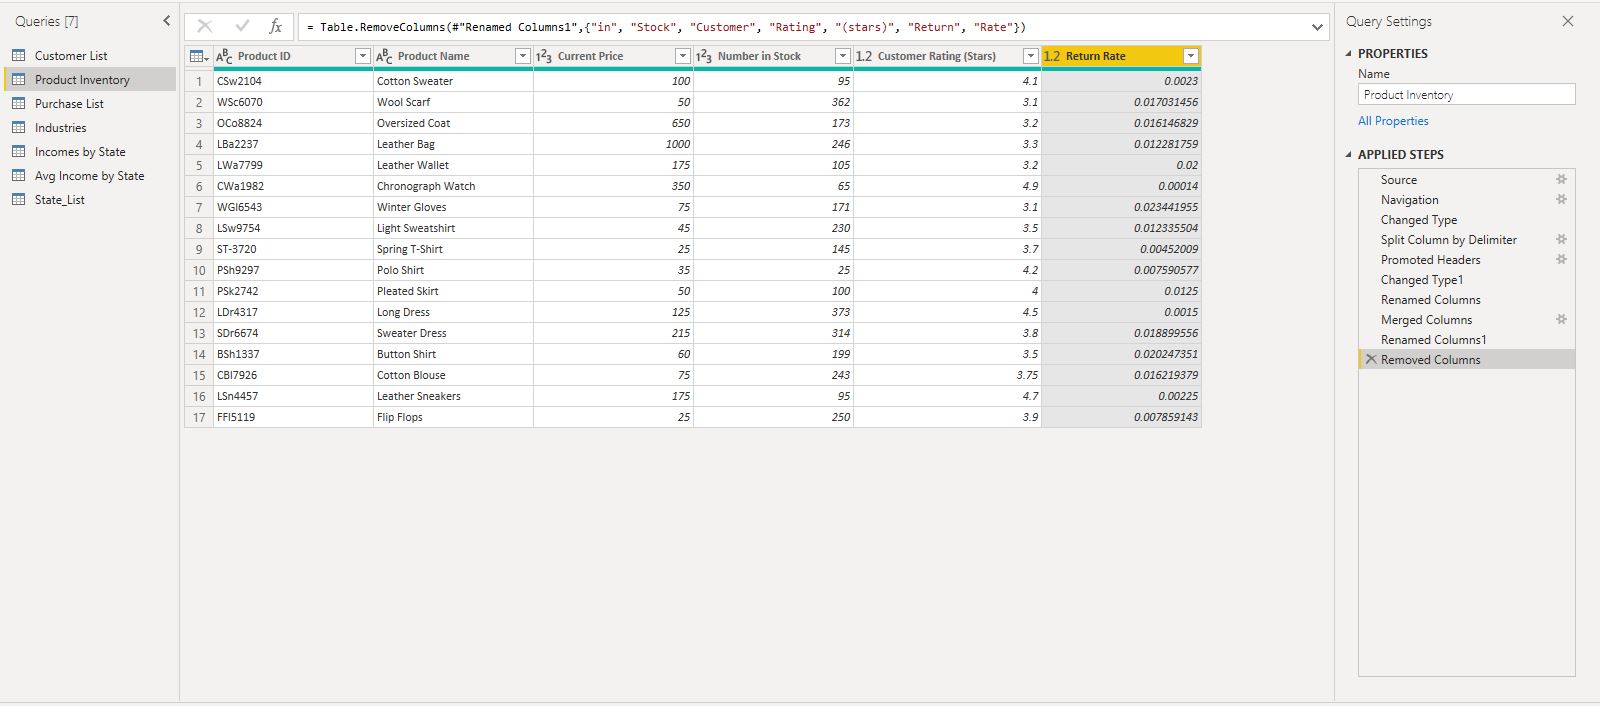 Queries [7]
Customer List
Product Inventory
Purchase List
Industries
Incomes by State
Avg Income by State
State_List
fx = Table.RemoveColumns(#"Renamed Columns1",{"in", "Stock", "Customer", "Rating", "(stars)", "Return", "Rate"})
ABC Product ID ABC Product Name 123 Current Price 123 Number in Stock 1.2 Customer Rating (Stars) 1.2 Return Rate
1 CSw2104 Cotton Sweater 100 95 4.1 0.0023
2 WSc6070 Wool Scarf 50 362 3.1 0.017031456
3 OCo8824 Oversized Coat 650 173 3.2 0.016146829
4 LBa2237 Leather Bag 1000 246 3.3 0.012281759
5 LWa7799 Leather Wallet 175 105 3.2 0.02
6 CWa1982 Chronograph Watch 350 65 4.9 0.00014
7 WGl6543 Winter Gloves 75 171 3.1 0.023441955
8 LSw9754 Light Sweatshirt 45 230 3.5 0.012335504
9 ST-3720 Spring T-Shirt 25 145 3.7 0.00452009
10 PSh9297 Polo Shirt 35 25 4.2 0.007590577
11 PSk2742 Pleated Skirt 50 100 4 0.0125
12 LDr4317 Long Dress 125 373 4.5 0.0015
13 SDr6674 Sweater Dress 215 314 3.8 0.018899556
14 BSh1337 Button Shirt 60 199 3.5 0.020247351
15 CBl7926 Cotton Blouse 75 243 3.75 0.016219379
16 LSn4457 Leather Sneakers 175 95 4.7 0.00225
17 FFl5119 Flip Flops 25 250 3.9 0.007859143
Query Settings
PROPERTIES
Name
Product Inventory
All Properties
APPLIED STEPS
Source
Navigation
Changed Type
Split Column by Delimiter
Promoted Headers
Changed Type1
Renamed Columns
Merged Columns
Renamed Columns1
Removed Columns